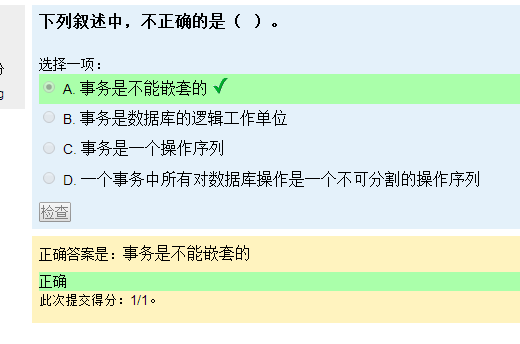 下列叙述中，不正确的是（ ）。
选择一项：
A. 事务是不能嵌套的
B. 事务是数据库的逻辑工作单位
C. 事务是一个操作序列
D. 一个事务中所有对数据库操作是一个不可分割的操作序列
检查
正确答案是：事务是不能嵌套的
正确
此次提交得分：1/1。